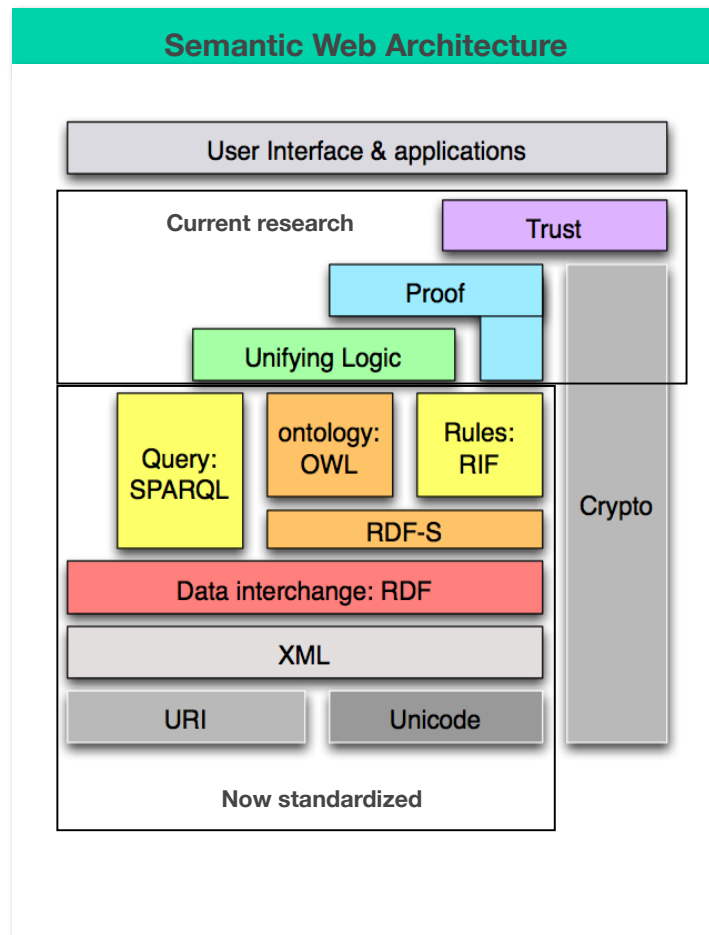 Semantic Web Architecture
User Interface & applications
Current research
Trust
Proof
Unifying Logic
Query:
SPARQL
ontology:
OWL
Rules:
RIF
Crypto
RDF-S
Data interchange: RDF
XML
URI
Unicode
Now standardized